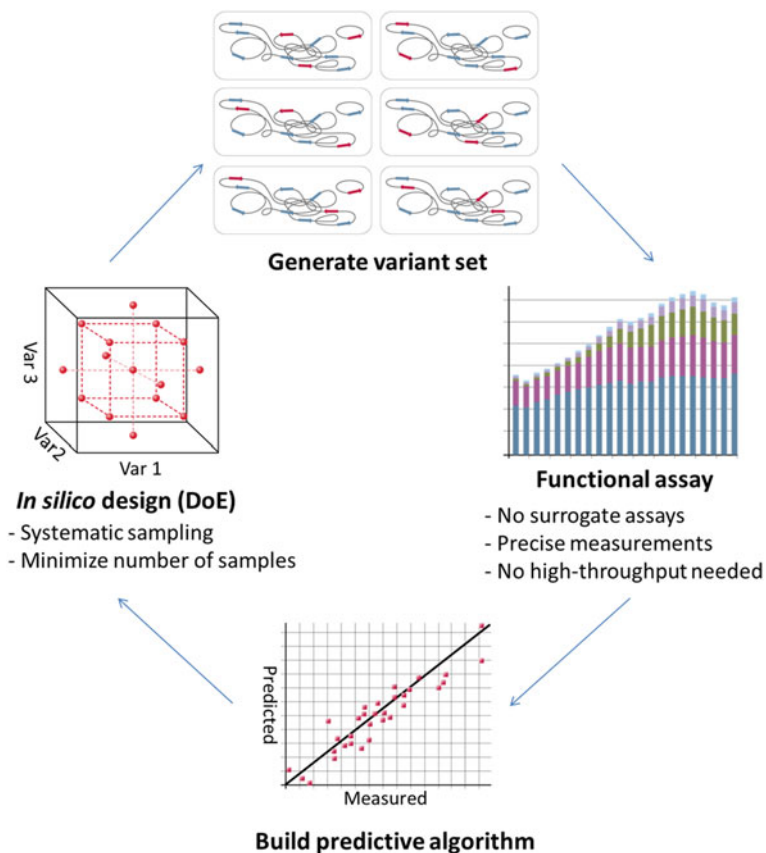 Generate variant set
Var 3
Var2
Var 1
In silico design (DoE)
- Systematic sampling
- Minimize number of samples
Functional assay
- No surrogate assays
- Precise measurements
- No high-throughput needed
Predicted
Measured
Build predictive algorithm